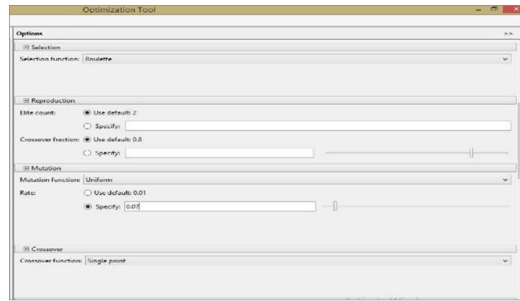 Optimization Tool
Options >>
Selection
Selection function: Roulette
Reproduction
Elite count: Use default: 2
Specify:
Crossover fraction: Use default: 0.8
Specify:
Mutation
Mutation function: Uniform
Rate: Use default: 0.01
Specify: 0.07
Crossover
Crossover function: Single point